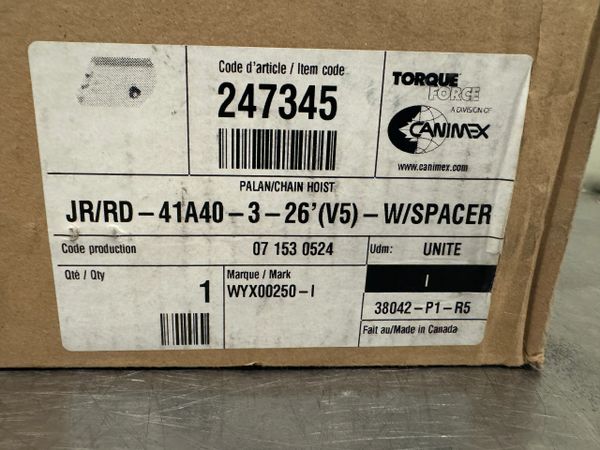 Code d'article / Item code
247345
TORQUE
FORCE
A DIVISION OF
CANIMEX
www.canimex.com
PALAN/CHAIN HOIST
JR/RD-41A40-3-26'(V5)-W/SPACER
Code production
07 153 0524
Udm:
UNITE
Qté / Qty
1
Marque / Mark
WYX00250-I
I
38042-P1-R5
Fait au/Made in Canada